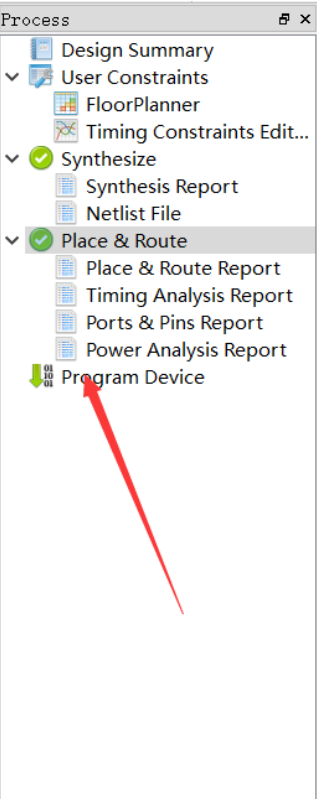 Process
Design Summary
User Constraints
FloorPlanner
Timing Constraints Edit...
Synthesize
Synthesis Report
Netlist File
Place & Route
Place & Route Report
Timing Analysis Report
Ports & Pins Report
Power Analysis Report
Program Device